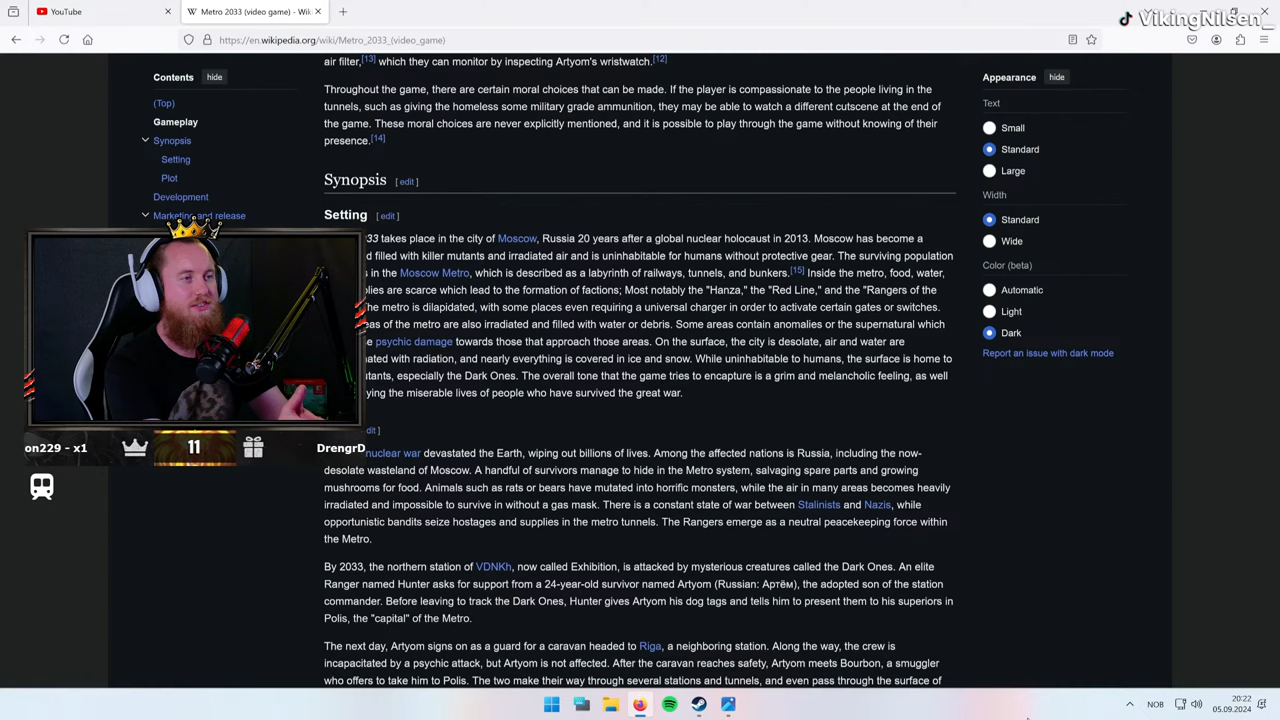 YouTube
Metro 2033 (video game) - Wiki
VikingNilsen_
https://en.wikipedia.org/wiki/Metro_2033_(video_game)
Contents hide
(Top)
Gameplay
Synopsis
Setting
Plot
Development
Marketing and release
air filter,[13] which they can monitor by inspecting Artyom's wristwatch.[12]
Throughout the game, there are certain moral choices that can be made. If the player is compassionate to the people living in the
tunnels, such as giving the homeless some military grade ammunition, they may be able to watch a different cutscene at the end of
the game. These moral choices are never explicitly mentioned, and it is possible to play through the game without knowing of their
presence.[14]
Synopsis [ edit ]
Setting [ edit ]
33 takes place in the city of Moscow, Russia 20 years after a global nuclear holocaust in 2013. Moscow has become a
d filled with killer mutants and irradiated air and is uninhabitable for humans without protective gear. The surviving population
s in the Moscow Metro, which is described as a labyrinth of railways, tunnels, and bunkers.[15] Inside the metro, food, water,
plies are scarce which lead to the formation of factions; Most notably the "Hanza," the "Red Line," and the "Rangers of the
he metro is dilapidated, with some places even requiring a universal charger in order to activate certain gates or switches.
eas of the metro are also irradiated and filled with water or debris. Some areas contain anomalies or the supernatural which
e psychic damage towards those that approach those areas. On the surface, the city is desolate, air and water are
nated with radiation, and nearly everything is covered in ice and snow. While uninhabitable to humans, the surface is home to
utants, especially the Dark Ones. The overall tone that the game tries to encapture is a grim and melancholic feeling, as well
ying the miserable lives of people who have survived the great war.
edit ]
nuclear war devastated the Earth, wiping out billions of lives. Among the affected nations is Russia, including the now-
desolate wasteland of Moscow. A handful of survivors manage to hide in the Metro system, salvaging spare parts and growing
mushrooms for food. Animals such as rats or bears have mutated into horrific monsters, while the air in many areas becomes heavily
irradiated and impossible to survive in without a gas mask. There is a constant state of war between Stalinists and Nazis, while
opportunistic bandits seize hostages and supplies in the metro tunnels. The Rangers emerge as a neutral peacekeeping force within
the Metro.
By 2033, the northern station of VDNKh, now called Exhibition, is attacked by mysterious creatures called the Dark Ones. An elite
Ranger named Hunter asks for support from a 24-year-old survivor named Artyom (Russian: Артём), the adopted son of the station
commander. Before leaving to track the Dark Ones, Hunter gives Artyom his dog tags and tells him to present them to his superiors in
Polis, the "capital" of the Metro.
The next day, Artyom signs on as a guard for a caravan headed to Riga, a neighboring station. Along the way, the crew is
incapacitated by a psychic attack, but Artyom is not affected. After the caravan reaches safety, Artyom meets Bourbon, a smuggler
who offers to take him to Polis. The two make their way through several stations and tunnels, and even pass through the surface of
Appearance hide
Text
Small
Standard
Large
Width
Standard
Wide
Color (beta)
Automatic
Light
Dark
Report an issue with dark mode
on229 - x1
11
DrengrD
NOB
20:22
05.09.2024